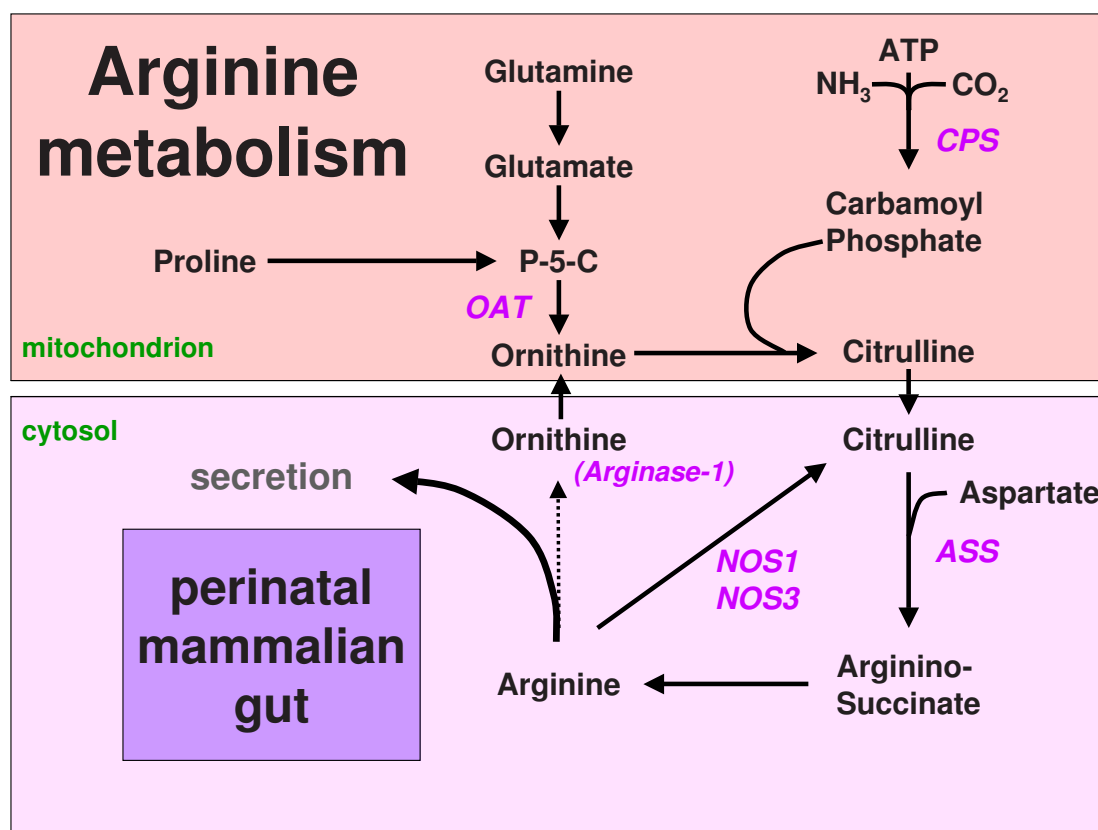 Arginine
metabolism
Glutamine
ATP
NH₃
CO₂
CPS
Glutamate
Carbamoyl
Phosphate
Proline
P-5-C
OAT
mitochondrion
Ornithine
Citrulline
cytosol
Ornithine
Citrulline
(Arginase-1)
secretion
Aspartate
ASS
NOS1
NOS3
perinatal
mammalian
gut
Arginine
Arginino-
Succinate